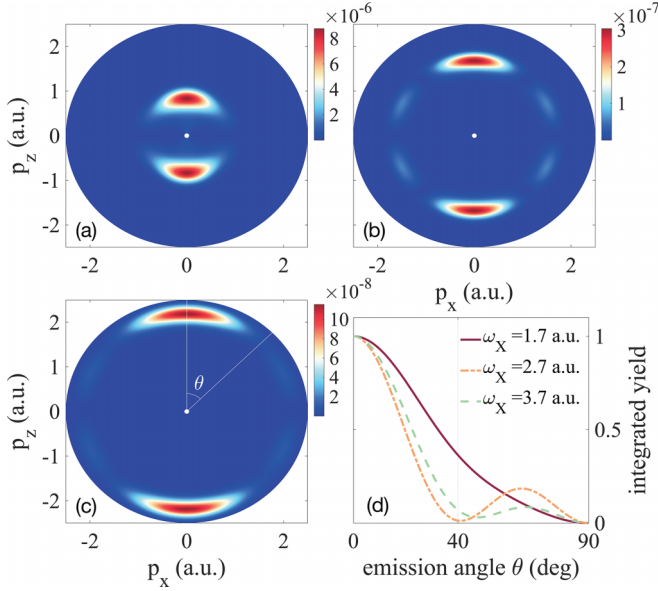 ×10⁻⁶
8
6
4
2
2
1
0
-1
-2
p_z (a.u.)
(a)
-2
0
2
×10⁻⁷
3
2
1
(b)
-2
0
2
p_x (a.u.)
×10⁻⁸
10
8
6
4
2
2
1
0
-1
-2
p_z (a.u.)
θ
(c)
-2
0
2
p_x (a.u.)
ω_X =1.7 a.u.
ω_X =2.7 a.u.
ω_X =3.7 a.u.
1
0.5
0
integrated yield
(d)
0
40
90
emission angle θ (deg)